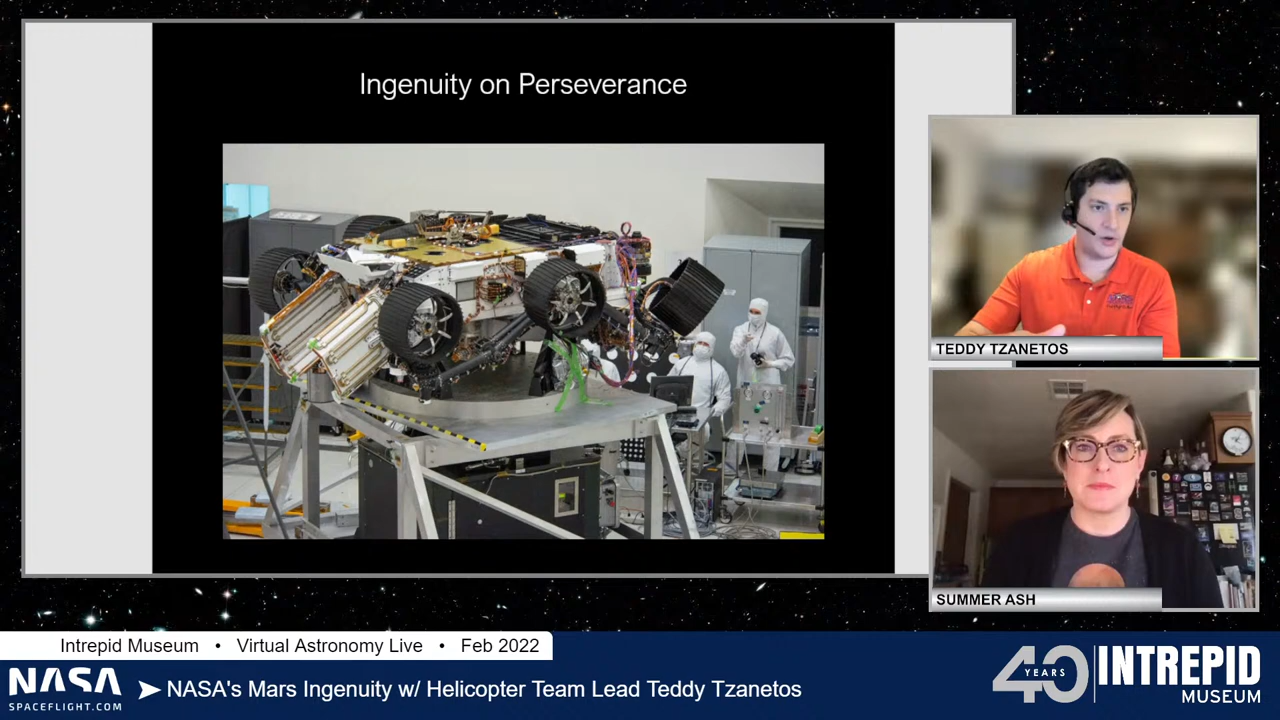 Ingenuity on Perseverance
TEDDY TZANETOS
SUMMER ASH
Intrepid Museum • Virtual Astronomy Live • Feb 2022
NASA
SPACEFLIGHT.COM
NASA's Mars Ingenuity w/ Helicopter Team Lead Teddy Tzanetos
40
YEARS
INTREPID
MUSEUM